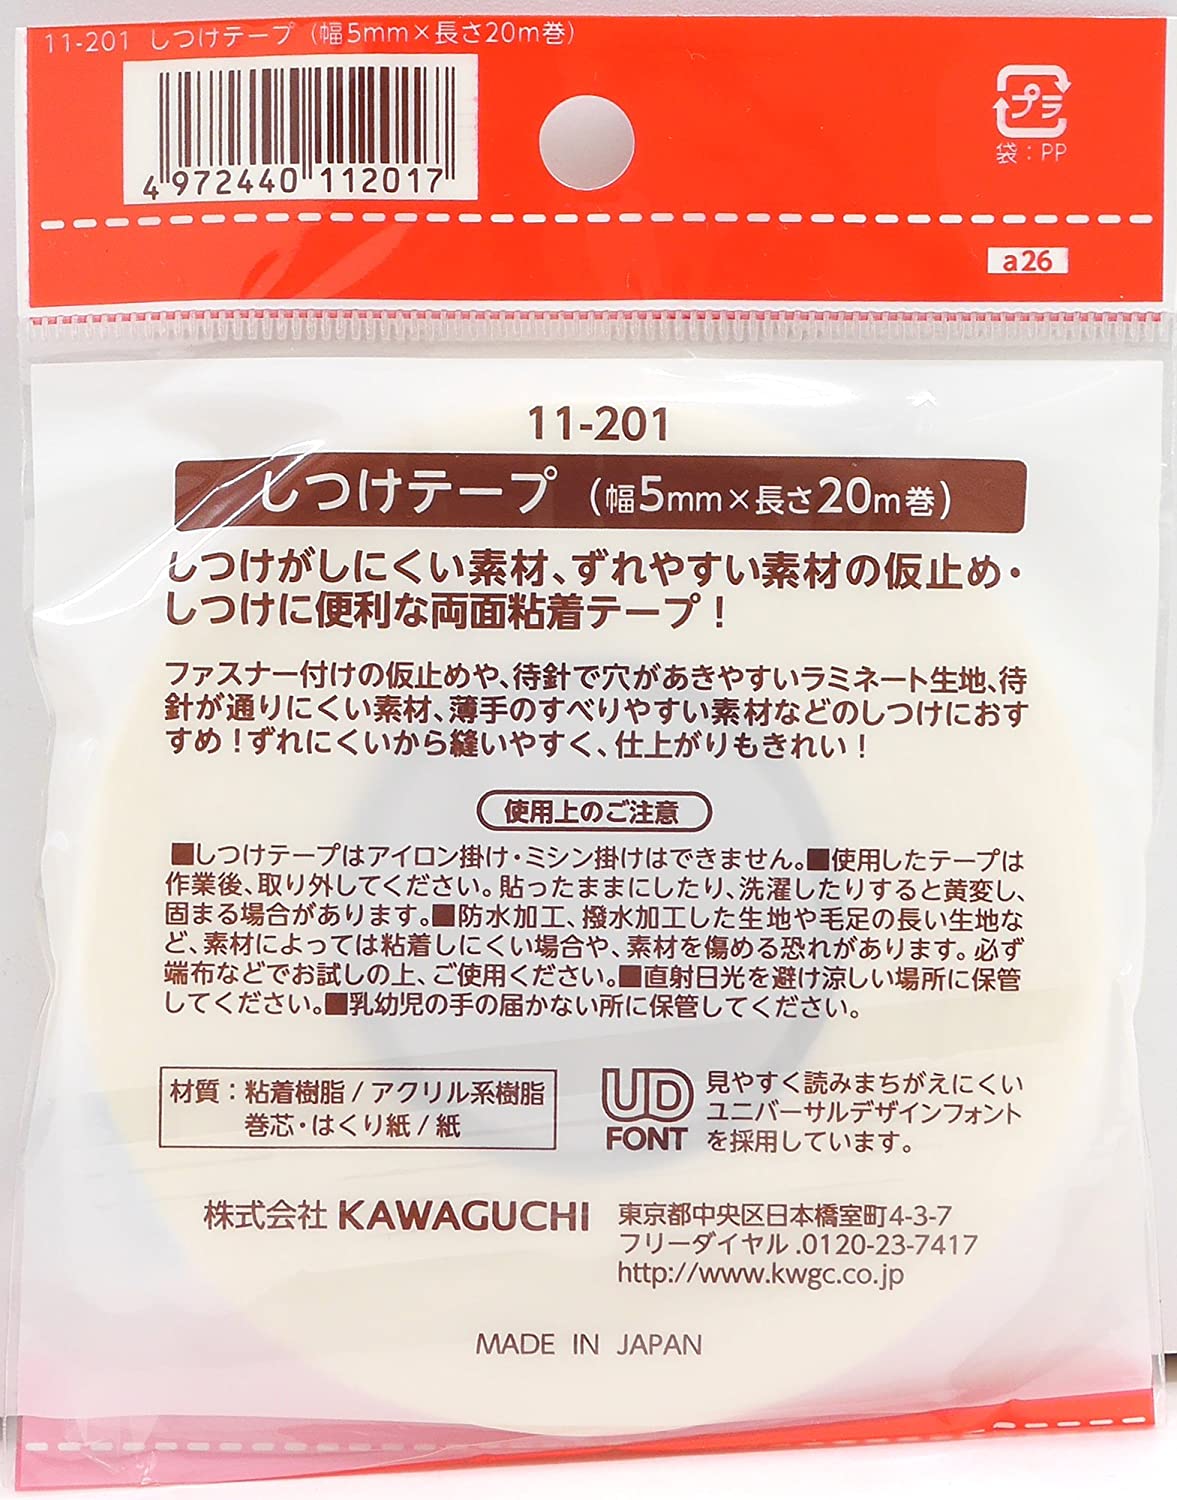 11-201 しつけテープ（幅5mm×長さ20m巻）
4 972440 112017
プラ
袋：PP
a26
11-201
しつけテープ（幅5mm×長さ20m巻）
しつけがしにくい素材、ずれやすい素材の仮止め・
しつけに便利な両面粘着テープ！
ファスナー付けの仮止めや、待針で穴があきやすいラミネート生地、待
針が通りにくい素材、薄手のすべりやすい素材などのしつけにおす
すめ！ずれにくいから縫いやすく、仕上がりもきれい！
使用上のご注意
■しつけテープはアイロン掛け・ミシン掛けはできません。■使用したテープは
作業後、取り外してください。貼ったままにしたり、洗濯したりすると黄変し、
固まる場合があります。■防水加工、撥水加工した生地や毛足の長い生地な
ど、素材によっては粘着しにくい場合や、素材を傷める恐れがあります。必ず
端布などでお試しの上、ご使用ください。■直射日光を避け涼しい場所に保管
してください。■乳幼児の手の届かない所に保管してください。
材質：粘着樹脂/アクリル系樹脂
巻芯・はくり紙/紙
UD
FONT
見やすく読みまちがえにくい
ユニバーサルデザインフォント
を採用しています。
株式会社 KAWAGUCHI
東京都中央区日本橋室町4-3-7
フリーダイヤル.0120-23-7417
http://www.kwgc.co.jp
MADE IN JAPAN